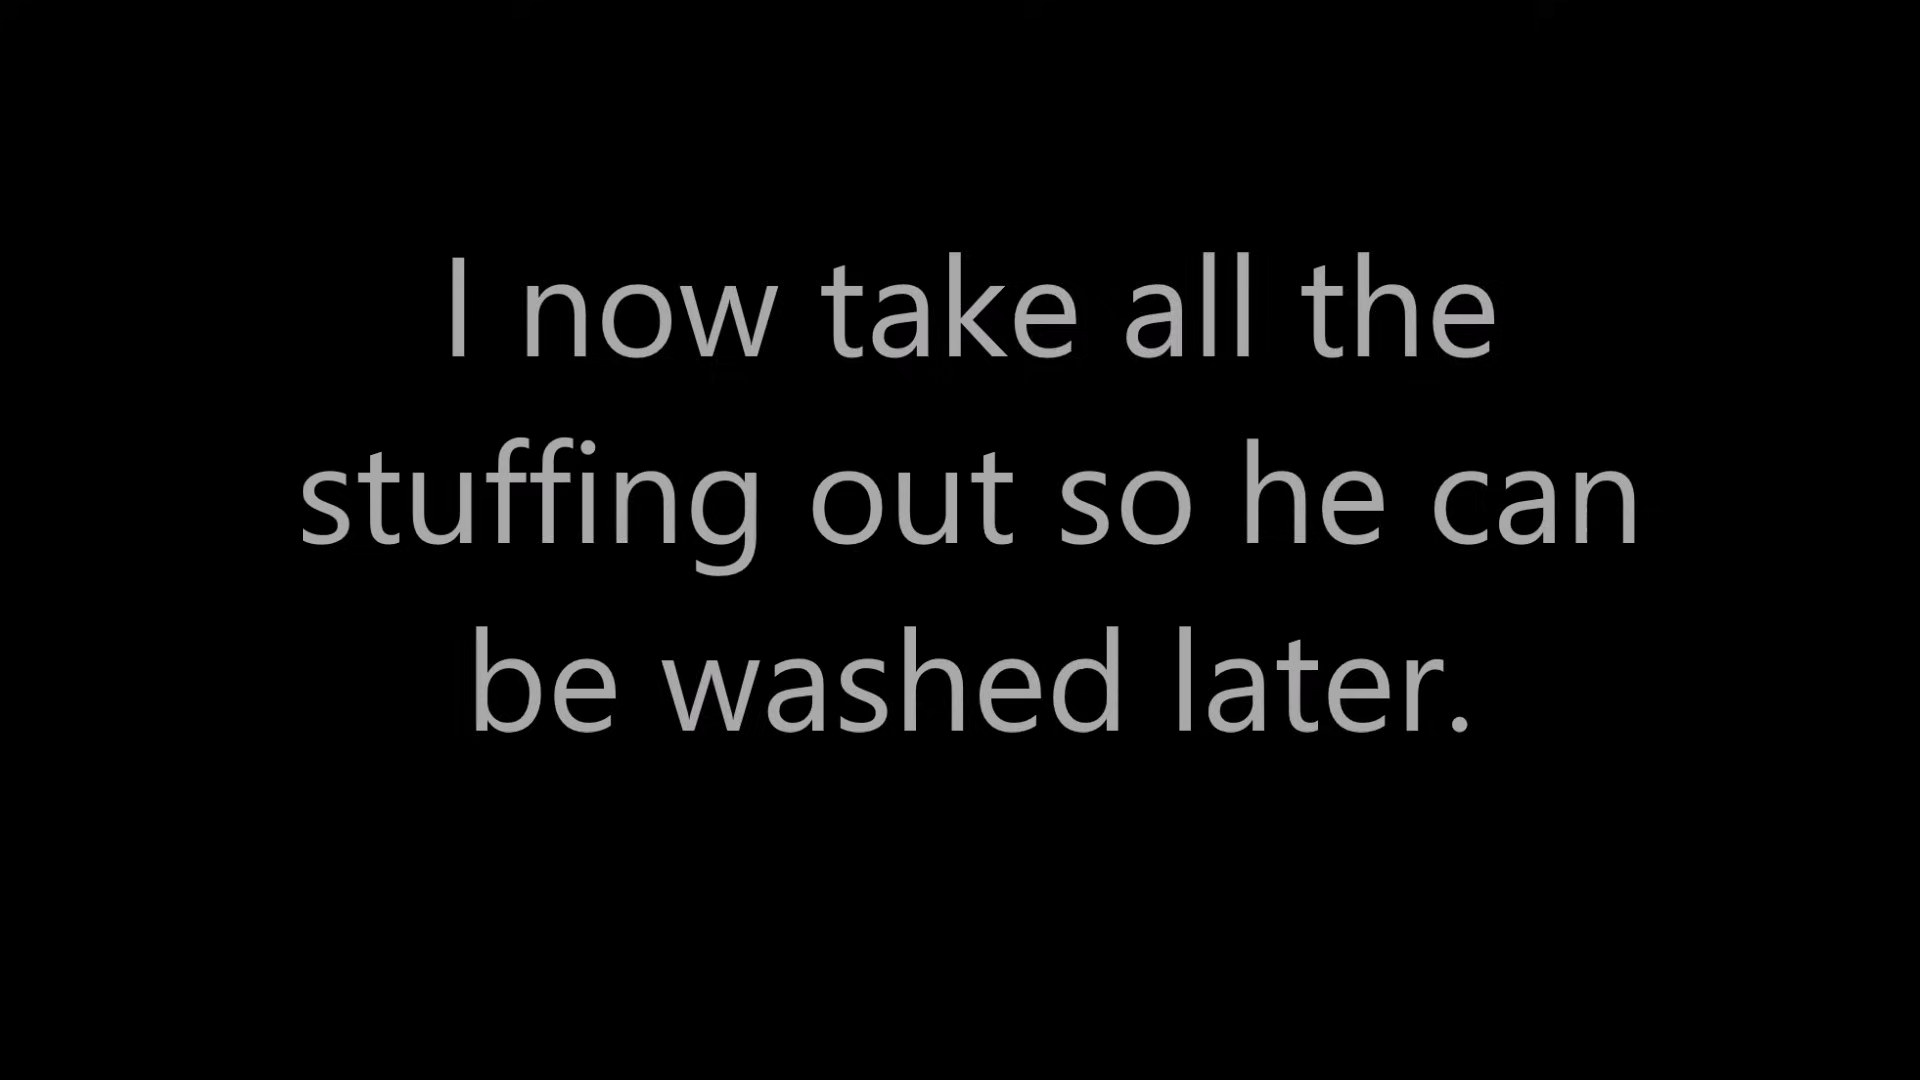 I now take all the
stuffing out so he can
be washed later.